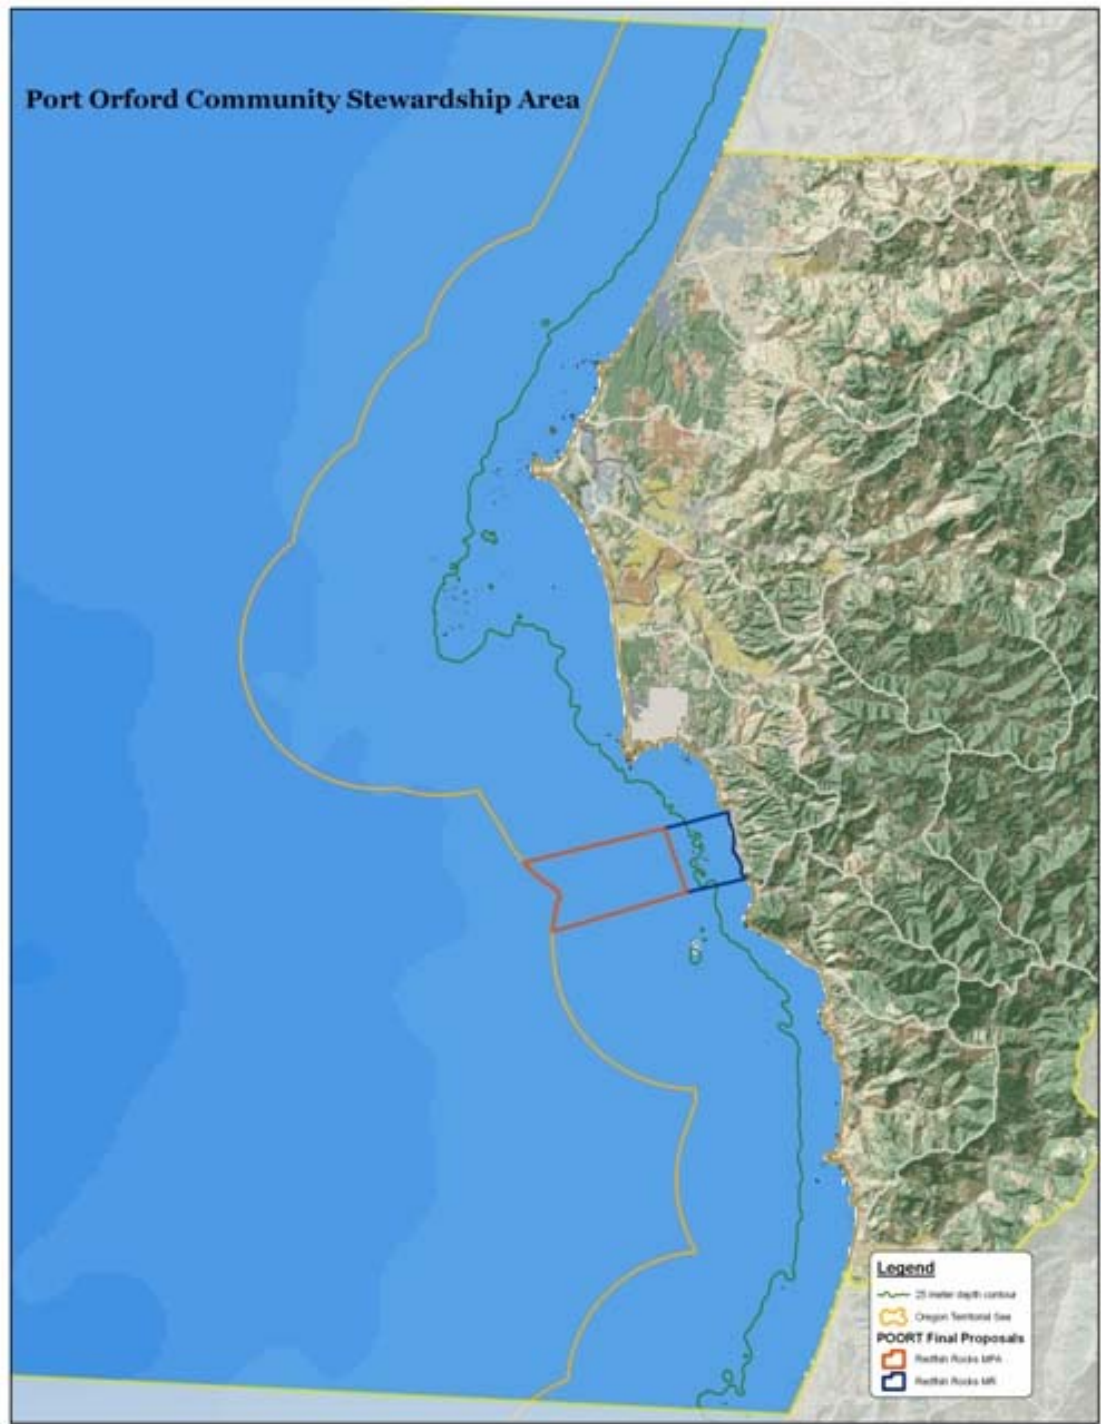 Port Orford Community Stewardship Area
Legend
25 meter depth contour
Oregon Territorial Sea
POORT Final Proposals
Redfish Rocks MPA
Redfish Rocks MR